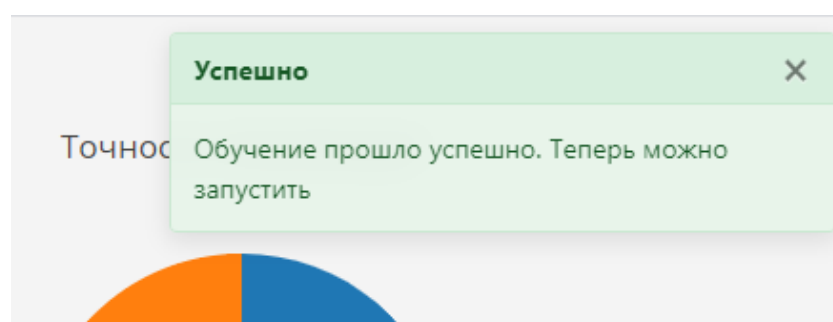 Успешно
Точнос
Обучение прошло успешно. Теперь можно
запустить